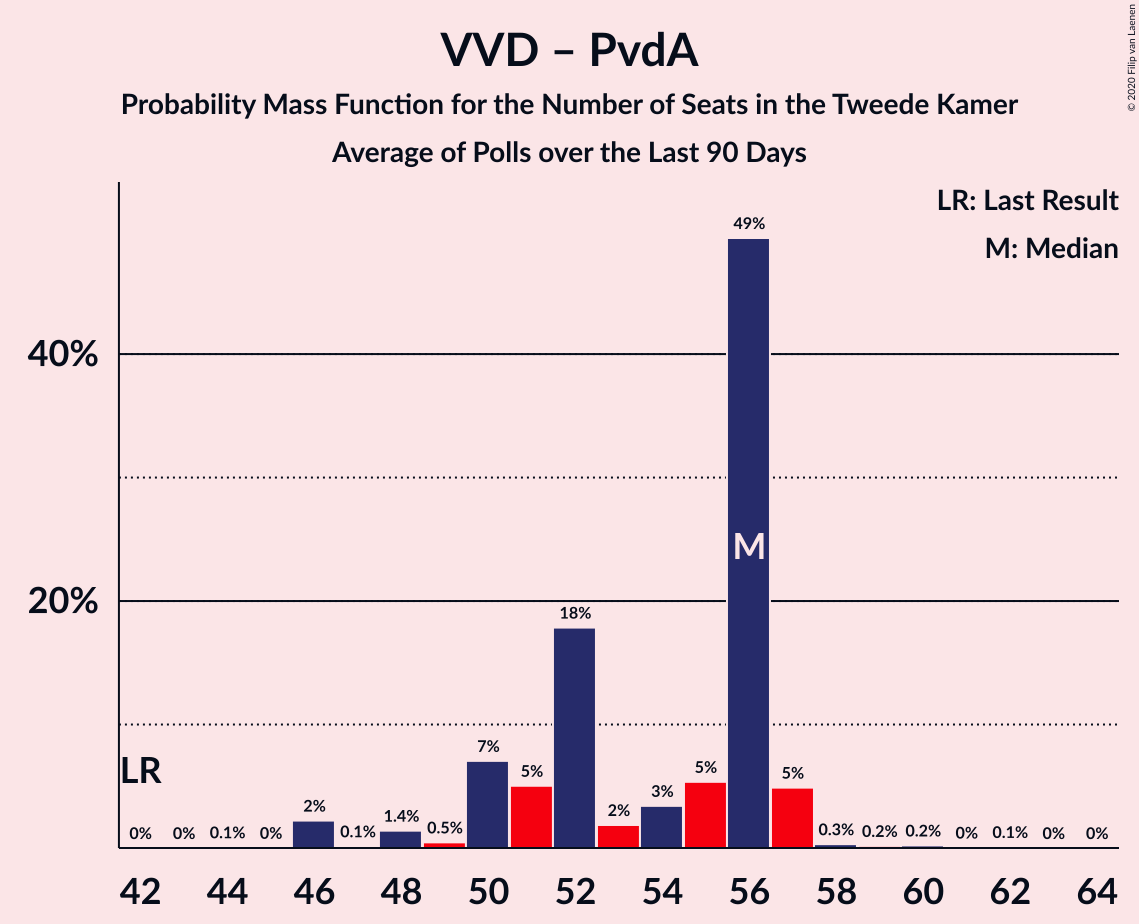 VVD – PvdA
Probability Mass Function for the Number of Seats in the Tweede Kamer
Average of Polls over the Last 90 Days
© 2020 Filip van Laenen
LR: Last Result
M: Median
49%
40%
M
20%
18%
LR
7%
5%
5%
5%
3%
2%
2%
1.4%
0.5%
0% 0% 0.1% 0% 0.1% 0.3% 0.2% 0.2% 0% 0.1% 0% 0%
42 44 46 48 50 52 54 56 58 60 62 64